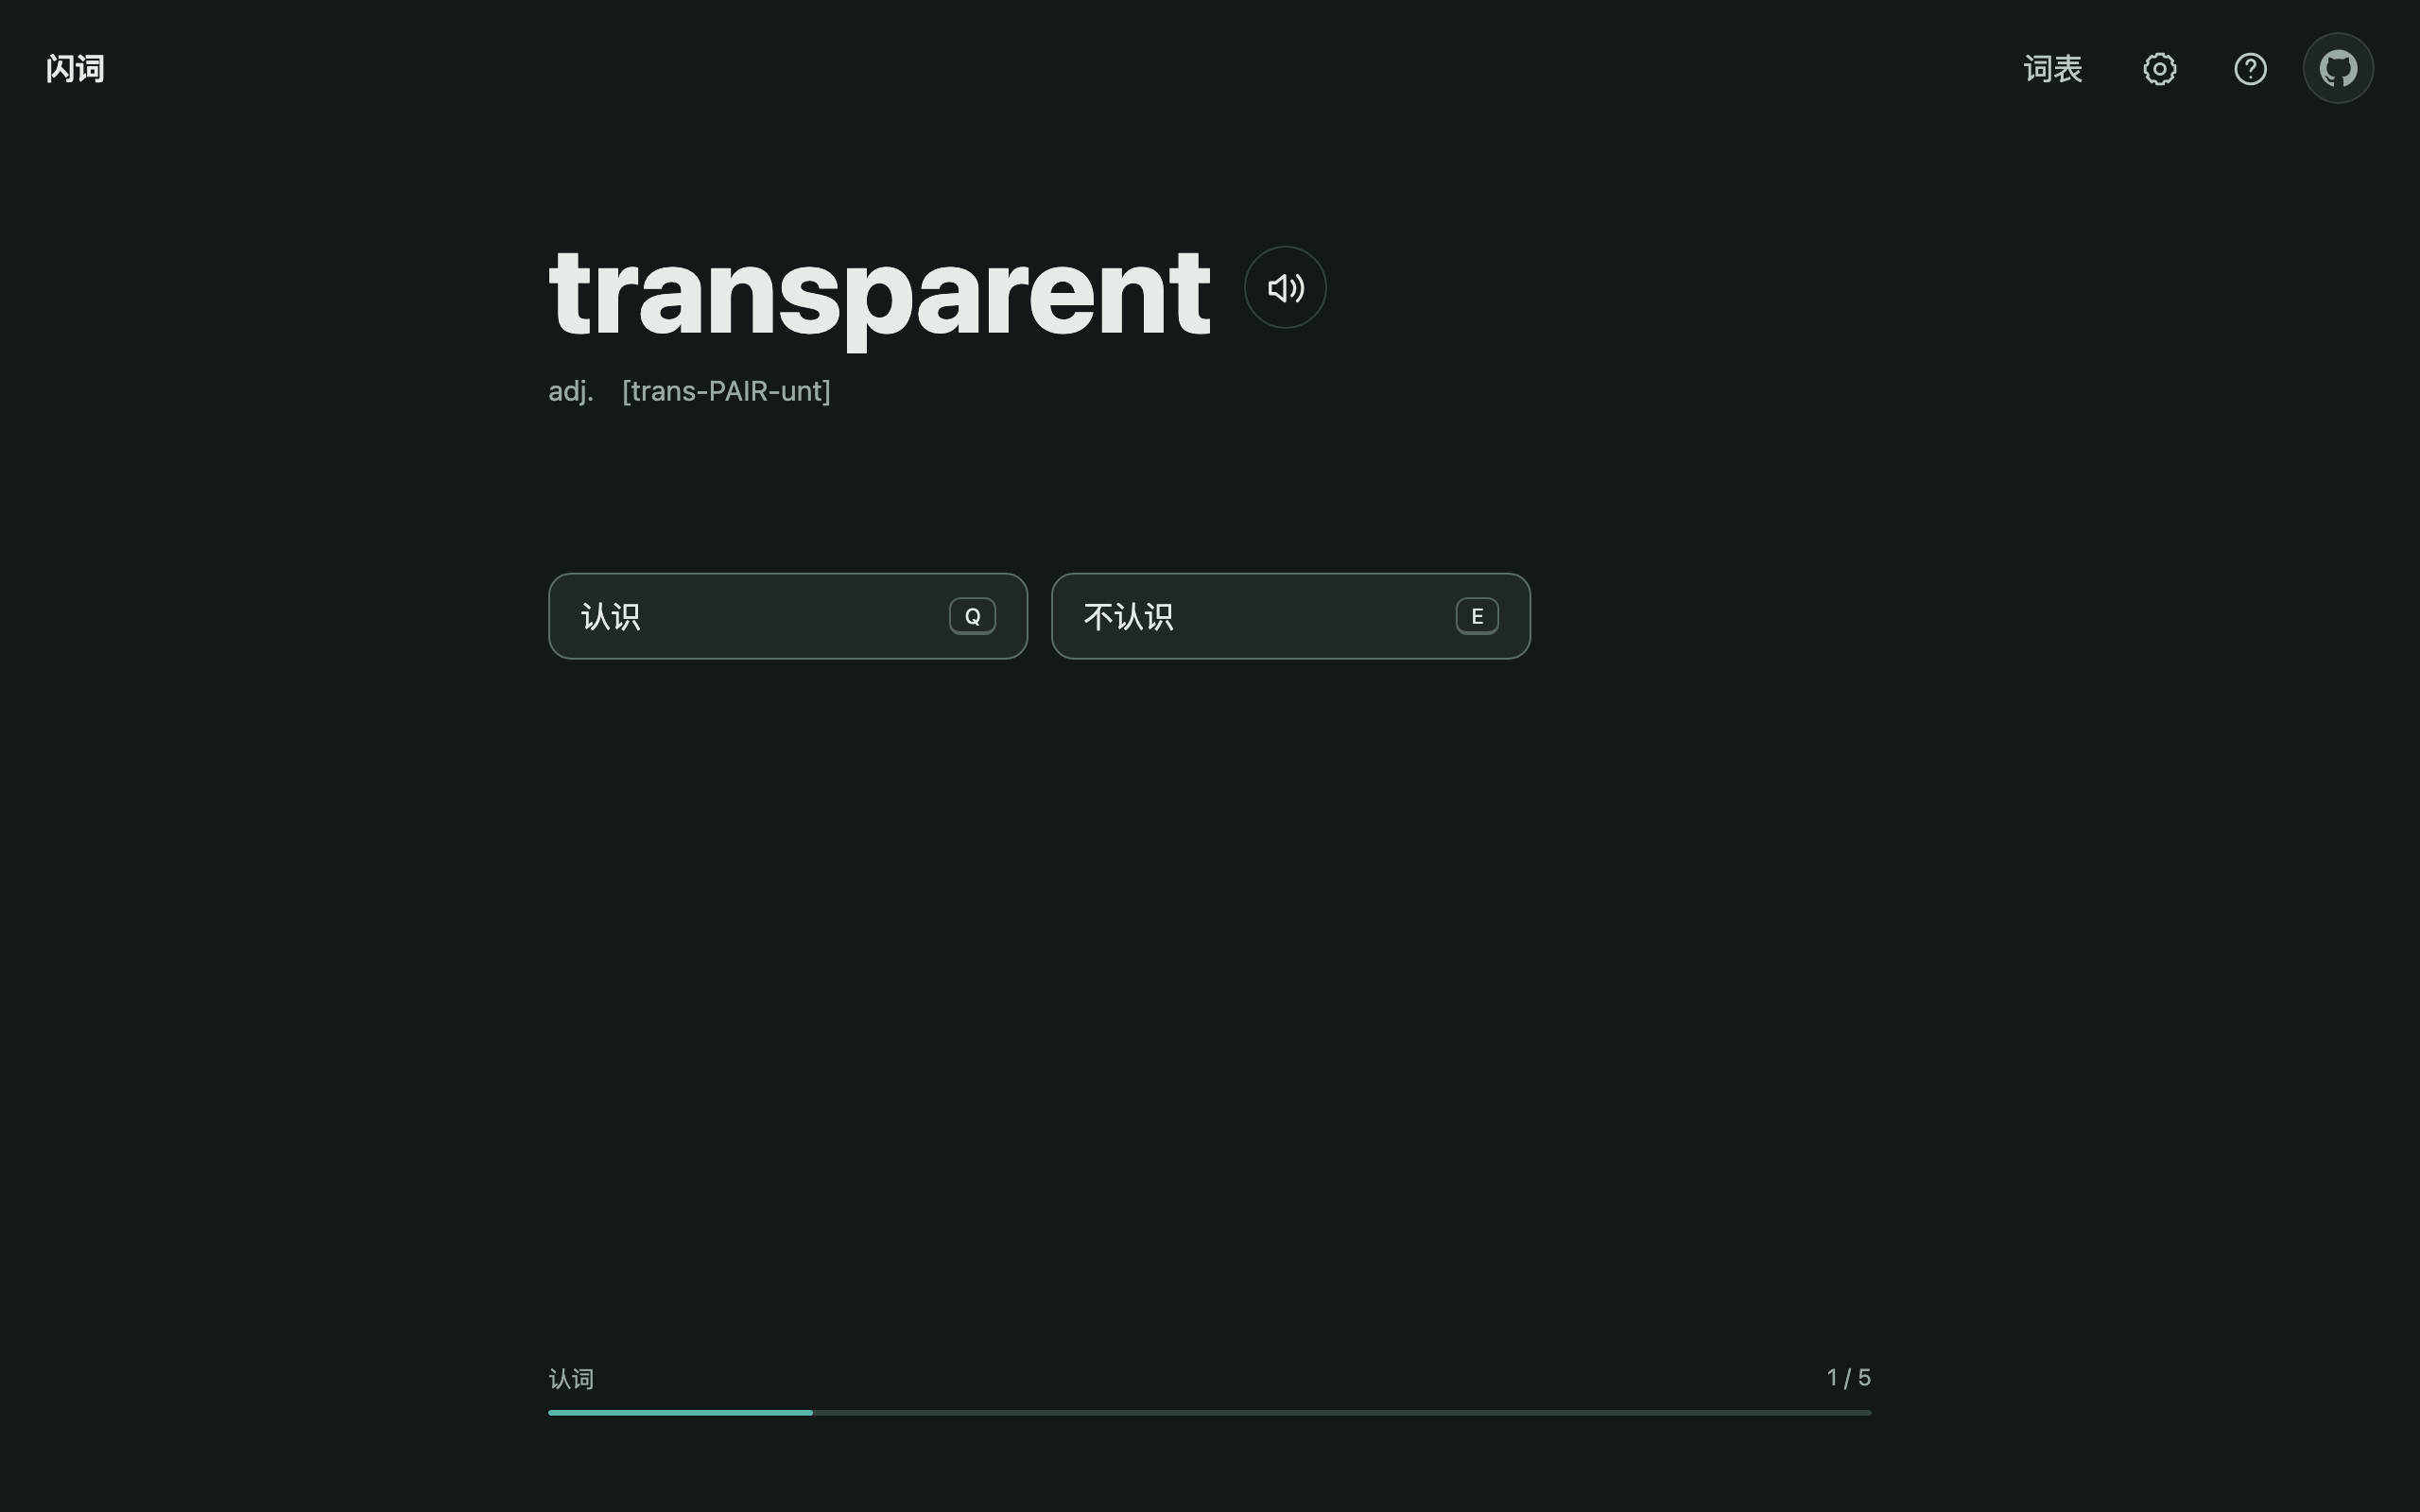 闪词
词表
transparent
adj. [trans-PAIR-unt]
认识 Q
不认识 E
认词 1 / 5